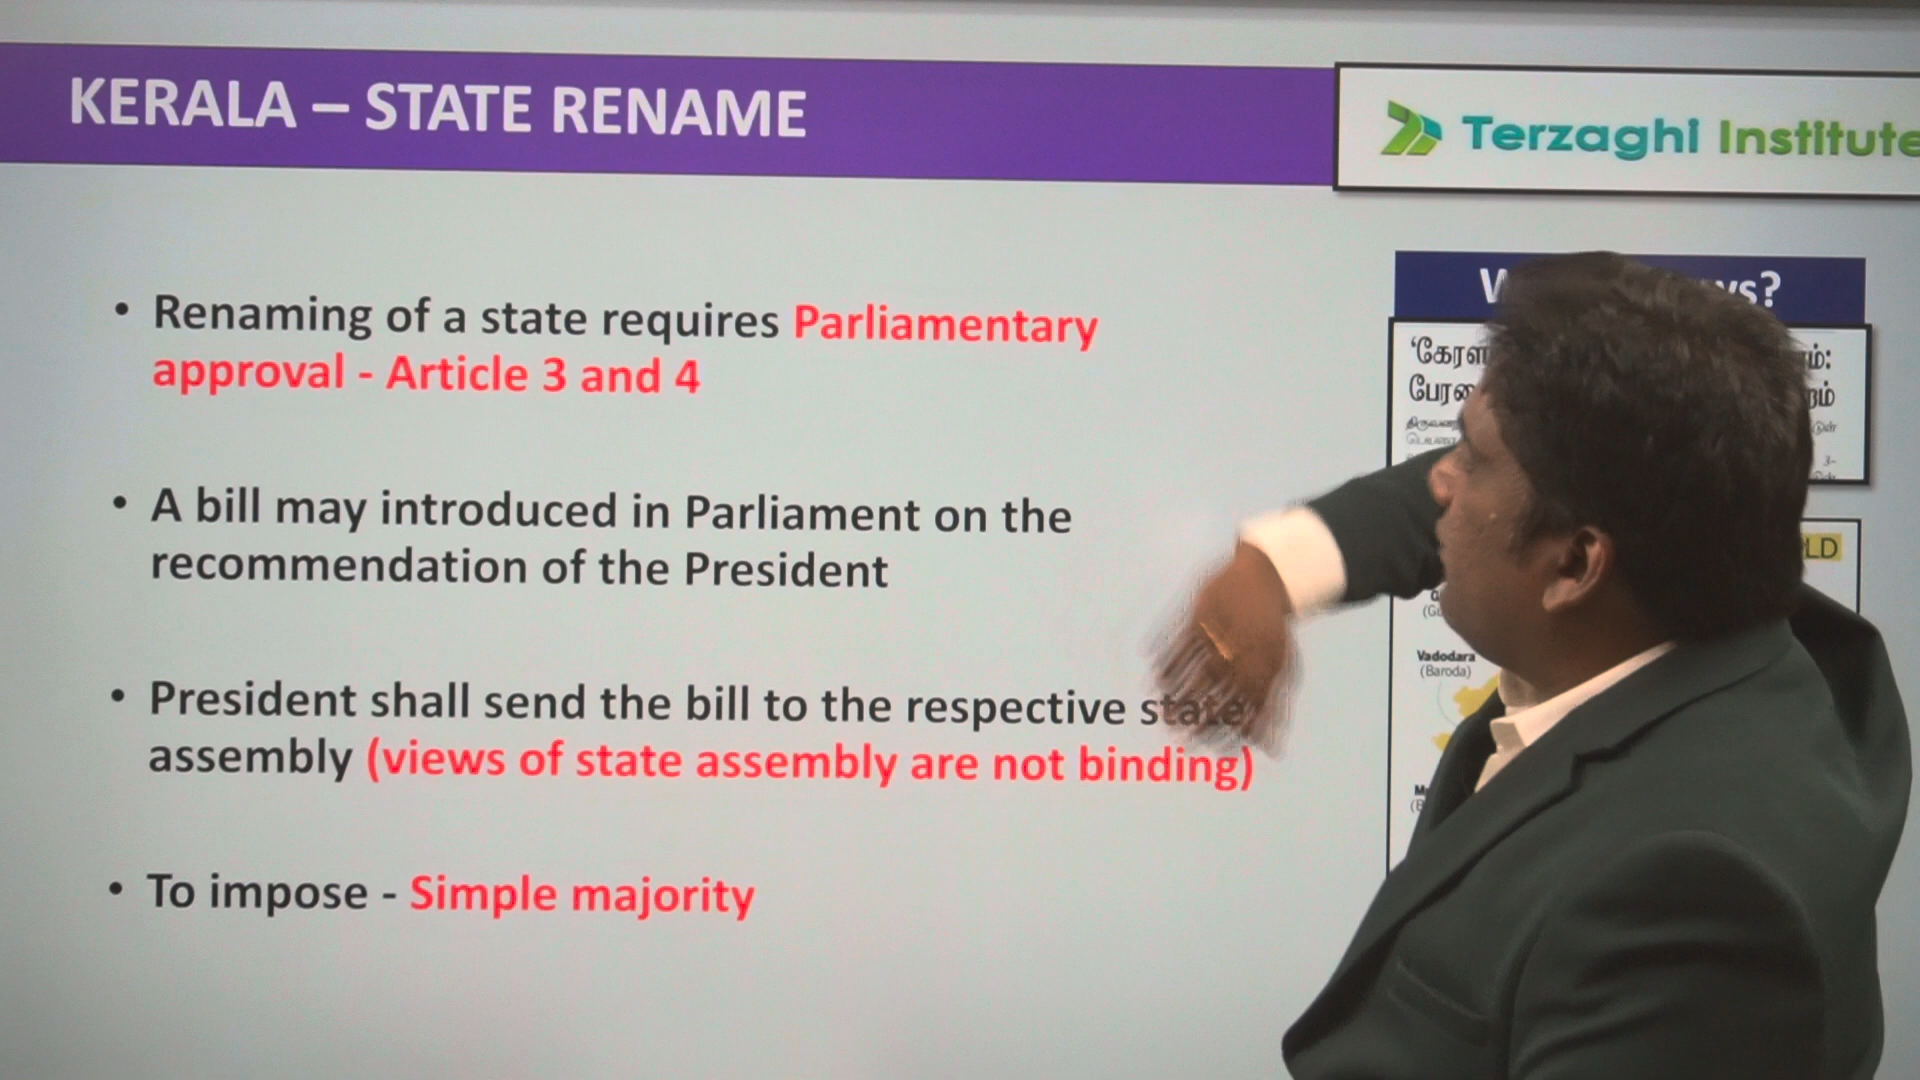 KERALA – STATE RENAME
Terzaghi Institute
• Renaming of a state requires Parliamentary
approval - Article 3 and 4
• A bill may introduced in Parliament on the
recommendation of the President
• President shall send the bill to the respective state
assembly (views of state assembly are not binding)
• To impose - Simple majority
Vadodara
(Baroda)